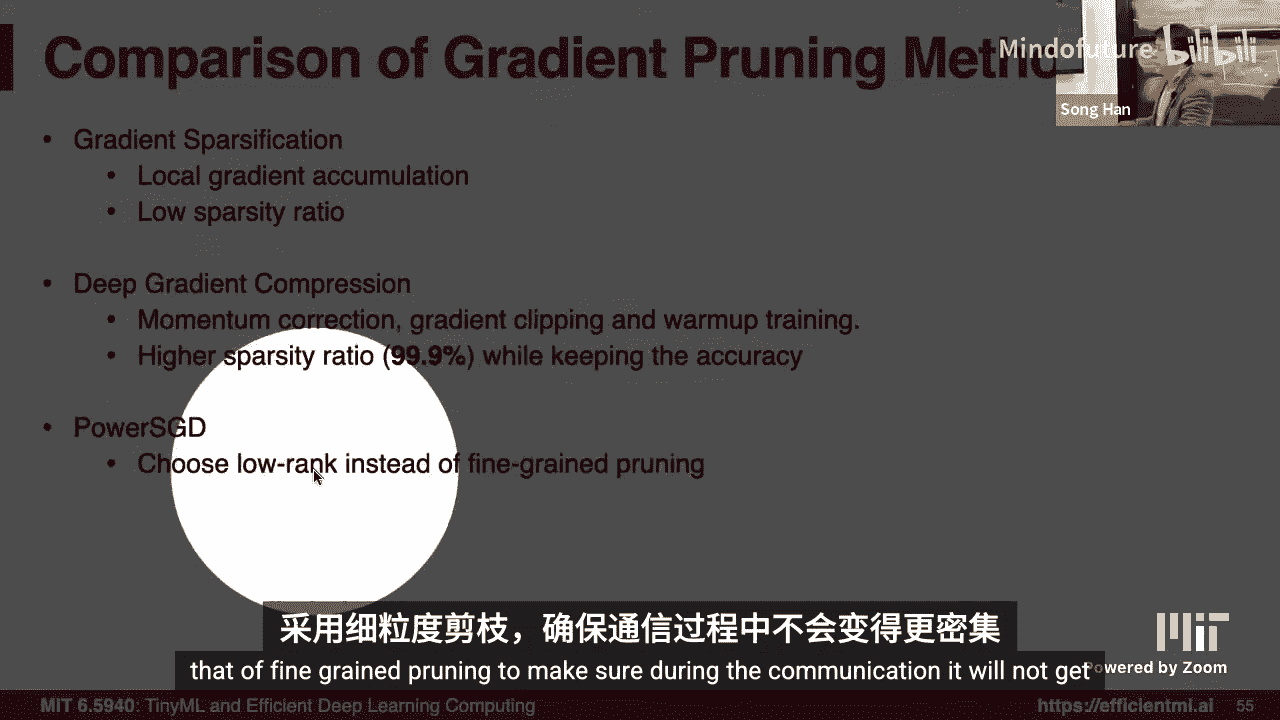 Comparison of Gradient Pruning Metho
Mindofuture bilibili
Song Han
• Gradient Sparsification
• Local gradient accumulation
• Low sparsity ratio
• Deep Gradient Compression
• Momentum correction, gradient clipping and warmup training.
• Higher sparsity ratio (99.9%) while keeping the accuracy
• PowerSGD
• Choose low-rank instead of fine-grained pruning
采用细粒度剪枝，确保通信过程中不会变得更密集
that of fine grained pruning to make sure during the communication it will not get
MIT
Powered by Zoom
MIT 6.5940: TinyML and Efficient Deep Learning Computing
https://efficientml.ai
55